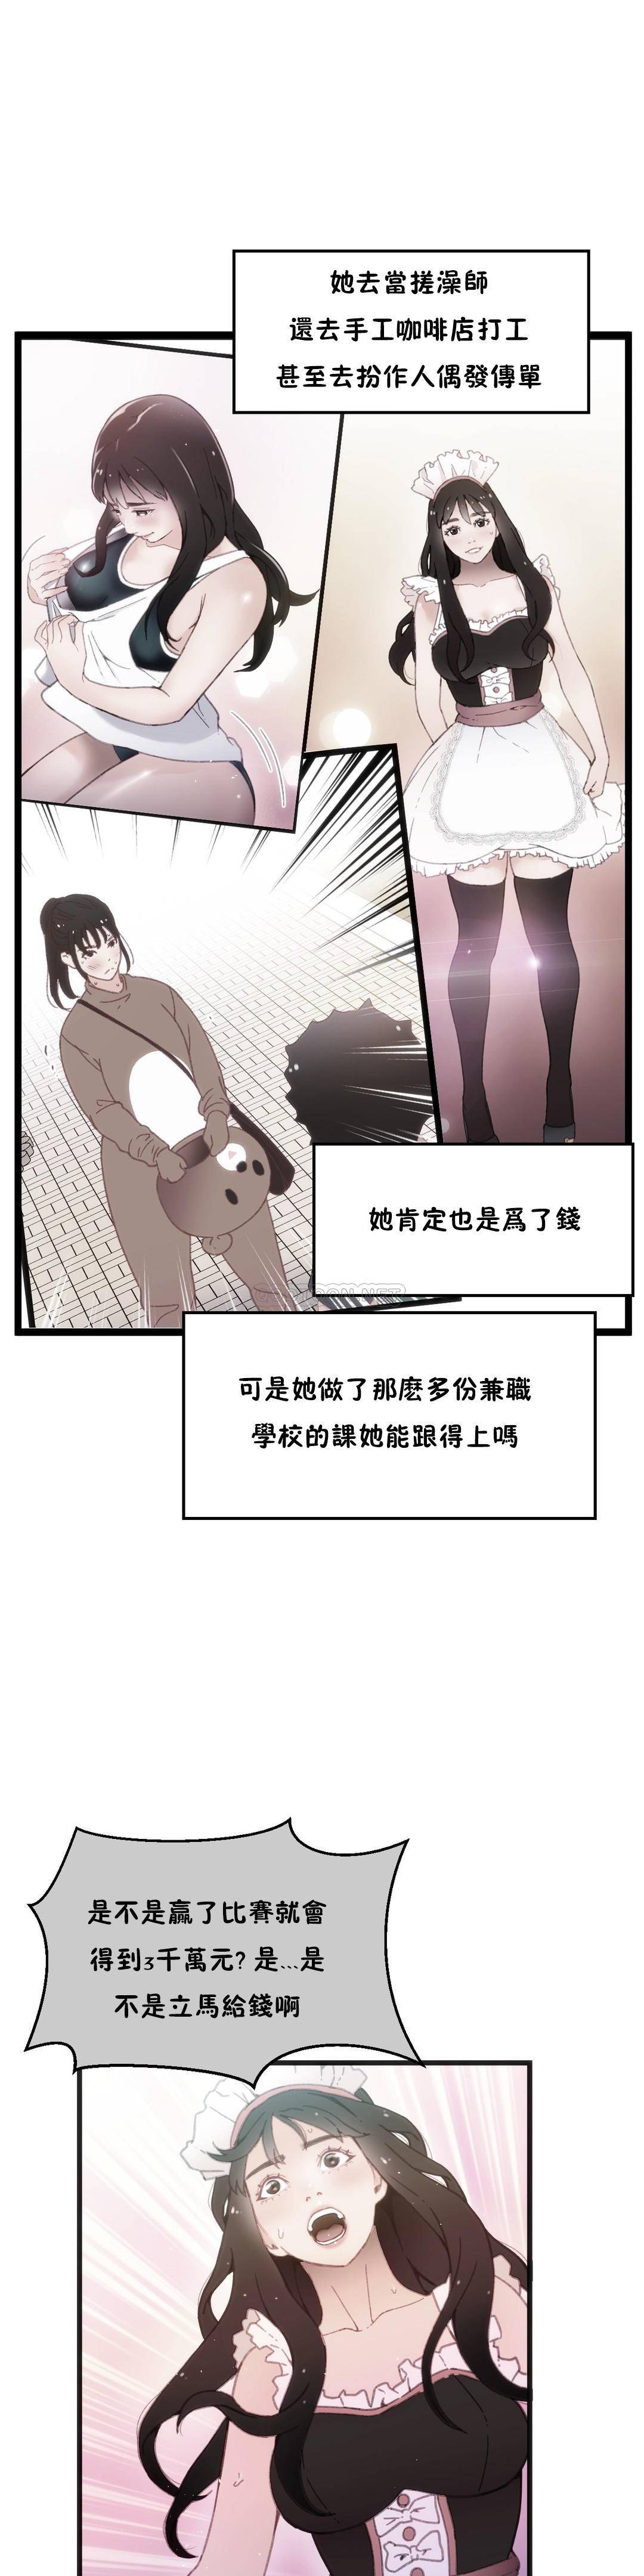 她去當搓澡師
還去手工咖啡店打工
甚至去扮作人偶發傳單
她肯定也是爲了錢
可是她做了那麽多份兼職
學校的課她能跟得上嗎
是不是贏了比賽就會
得到3千萬元? 是...是
不是立馬給錢啊